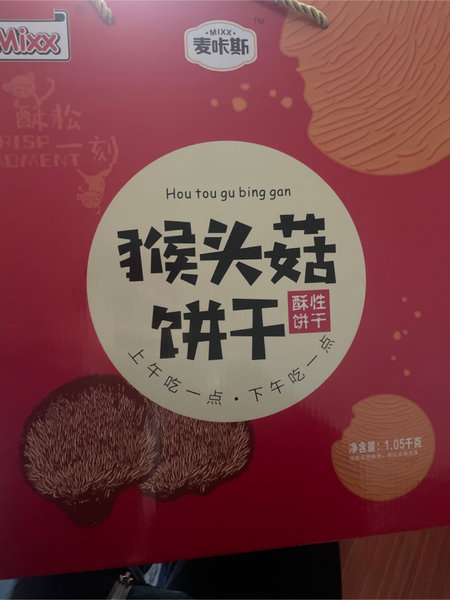 Mixx
·MIXX·
麦咔斯
TM
酥松
一刻
CRISP
MOMENT
Hou tou gu bing gan
猴头菇
饼干
酥性
饼干
上午吃一点·下午吃一点
净含量：1.05千克